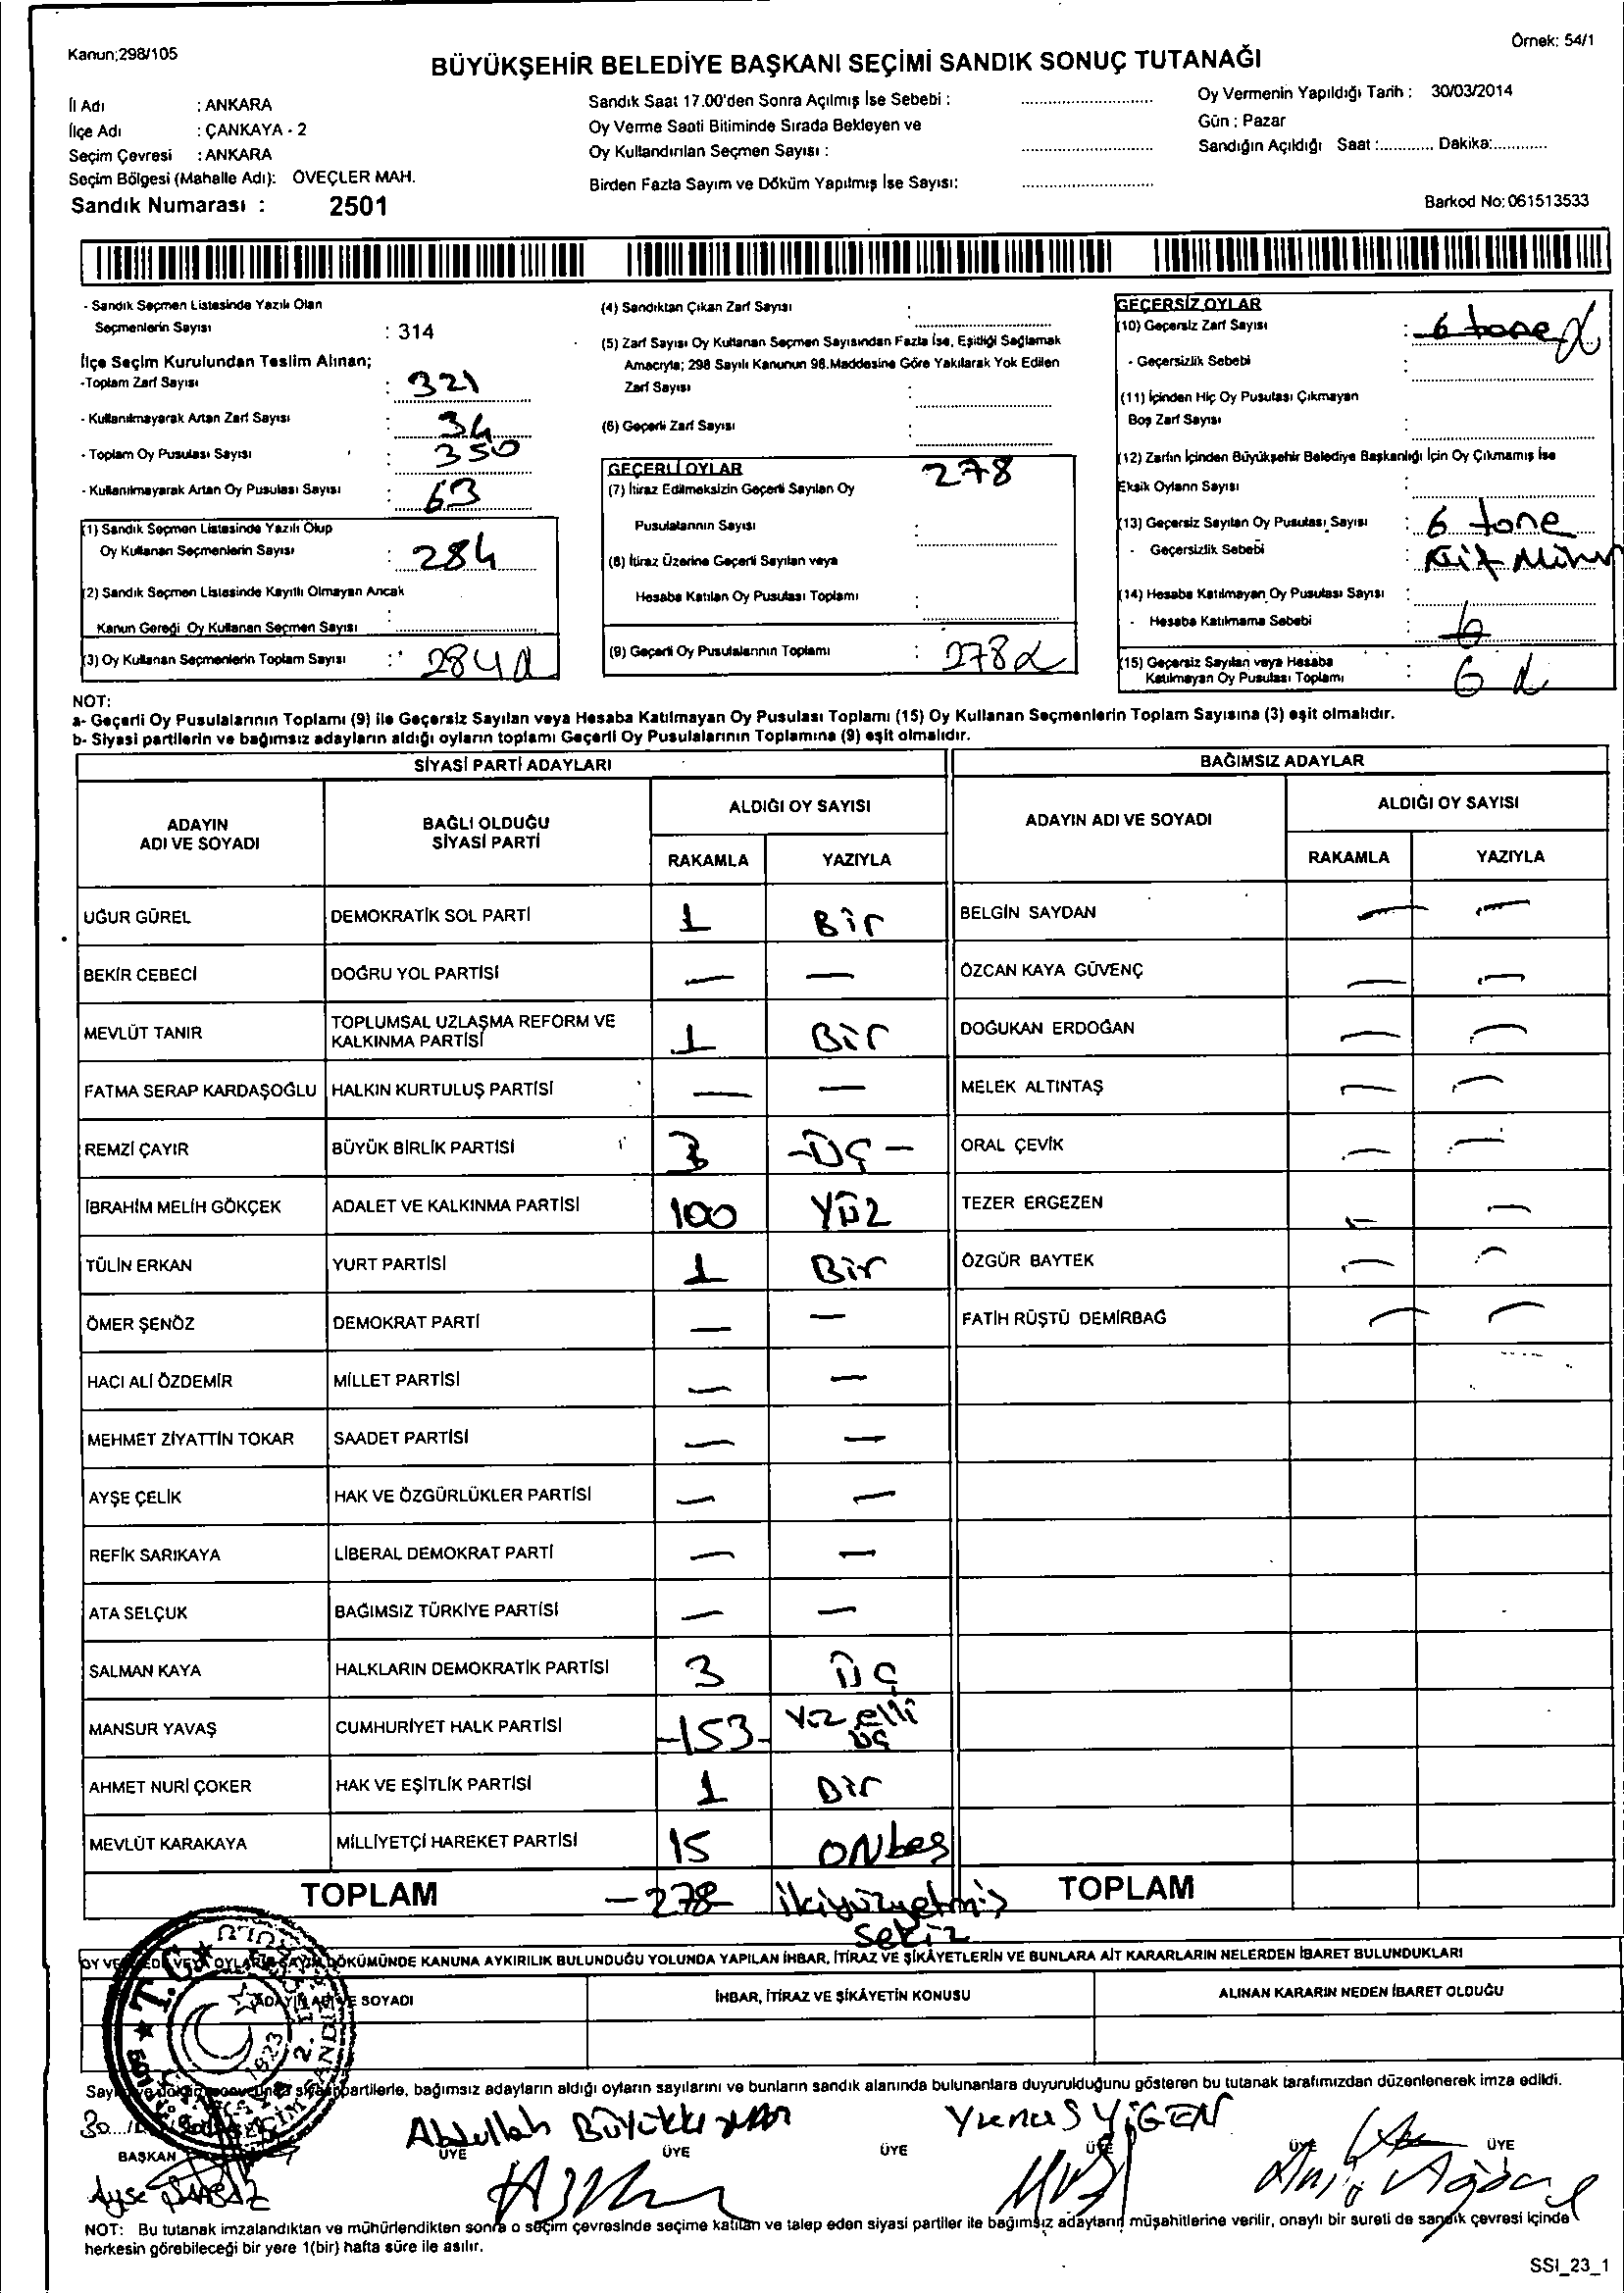 Kanun;298/105
Örnek: 54/1
BÜYÜKŞEHİR BELEDİYE BAŞKANI SEÇİMİ SANDIK SONUÇ TUTANAĞI
İl Adı : ANKARA
İlçe Adı : ÇANKAYA - 2
Seçim Çevresi : ANKARA
Seçim Bölgesi (Mahalle Adı): ÖVEÇLER MAH.
Sandık Numarası : 2501
Sandık Saat 17.00'den Sonra Açılmış İse Sebebi :
Oy Verme Saati Bitiminde Sırada Bekleyen ve
Oy Kullandırılan Seçmen Sayısı :
Birden Fazla Sayım ve Döküm Yapılmış İse Sayısı:
Oy Vermenin Yapıldığı Tarih : 30/03/2014
Gün : Pazar
Sandığın Açıldığı Saat :............ Dakika:............
Barkod No: 061513533
- Sandık Seçmen Listesinde Yazılı Olan
Seçmenlerin Sayısı : 314
İlçe Seçim Kurulundan Teslim Alınan;
-Toplam Zarf Sayısı : 321
- Kullanılmayarak Artan Zarf Sayısı : 34
- Toplam Oy Pusulası Sayısı : 350
- Kullanılmayarak Artan Oy Pusulası Sayısı : 63
(1) Sandık Seçmen Listesinde Yazılı Olup
Oy Kullanan Seçmenlerin Sayısı : 284
(2) Sandık Seçmen Listesinde Kayıtlı Olmayan Ancak
Kanun Gereği Oy Kullanan Seçmen Sayısı :
(3) Oy Kullanan Seçmenlerin Toplam Sayısı : 284
(4) Sandıktan Çıkan Zarf Sayısı :
(5) Zarf Sayısı Oy Kullanan Seçmen Sayısından Fazla İse, Eşitliği Sağlamak
Amacıyla; 298 Sayılı Kanunun 98.Maddesine Göre Yakılarak Yok Edilen
Zarf Sayısı :
(6) Geçerli Zarf Sayısı :
GEÇERLİ OYLAR
278
(7) İtiraz Edilmeksizin Geçerli Sayılan Oy
Pusulalarının Sayısı :
(8) İtiraz Üzerine Geçerli Sayılan veya
Hesaba Katılan Oy Pusulası Toplamı :
(9) Geçerli Oy Pusulalarının Toplamı : 278
GEÇERSİZ OYLAR
(10) Geçersiz Zarf Sayısı : 6 tane
- Geçersizlik Sebebi :
(11) İçinden Hiç Oy Pusulası Çıkmayan
Boş Zarf Sayısı :
(12) Zarfın İçinden Büyükşehir Belediye Başkanlığı İçin Oy Çıkmamış İse
Eksik Oyların Sayısı :
(13) Geçersiz Sayılan Oy Pusulası Sayısı : 6 tane
- Geçersizlik Sebebi :
(14) Hesaba Katılmayan Oy Pusulası Sayısı :
- Hesaba Katılmama Sebebi : 6
(15) Geçersiz Sayılan veya Hesaba
Katılmayan Oy Pusulası Toplamı : 6
NOT:
a- Geçerli Oy Pusulalarının Toplamı (9) ile Geçersiz Sayılan veya Hesaba Katılmayan Oy Pusulası Toplamı (15) Oy Kullanan Seçmenlerin Toplam Sayısına (3) eşit olmalıdır.
b- Siyasi partilerin ve bağımsız adayların aldığı oyların toplamı Geçerli Oy Pusulalarının Toplamına (9) eşit olmalıdır.
SİYASİ PARTİ ADAYLARI
BAĞIMSIZ ADAYLAR
ADAYIN ADI VE SOYADI
BAĞLI OLDUĞU SİYASİ PARTİ
ALDIĞI OY SAYISI
RAKAMLA YAZIYLA
ADAYIN ADI VE SOYADI
ALDIĞI OY SAYISI
RAKAMLA YAZIYLA
UĞUR GÜREL DEMOKRATİK SOL PARTİ 1 Bir BELGİN SAYDAN — —
BEKİR CEBECİ DOĞRU YOL PARTİSİ — — ÖZCAN KAYA GÜVENÇ — —
MEVLÜT TANIR TOPLUMSAL UZLAŞMA REFORM VE KALKINMA PARTİSİ 1 Bir DOĞUKAN ERDOĞAN — —
FATMA SERAP KARDAŞOĞLU HALKIN KURTULUŞ PARTİSİ — — MELEK ALTINTAŞ — —
REMZİ ÇAYIR BÜYÜK BİRLİK PARTİSİ 3 -ÜÇ- ORAL ÇEVİK — —
İBRAHİM MELİH GÖKÇEK ADALET VE KALKINMA PARTİSİ 100 YÜZ TEZER ERGEZEN — —
TÜLİN ERKAN YURT PARTİSİ 1 Bir ÖZGÜR BAYTEK — —
ÖMER ŞENÖZ DEMOKRAT PARTİ — — FATİH RÜŞTÜ DEMİRBAĞ — —
HACI ALİ ÖZDEMİR MİLLET PARTİSİ — —
MEHMET ZİYATTİN TOKAR SAADET PARTİSİ — —
AYŞE ÇELİK HAK VE ÖZGÜRLÜKLER PARTİSİ — —
REFİK SARIKAYA LİBERAL DEMOKRAT PARTİ — —
ATA SELÇUK BAĞIMSIZ TÜRKİYE PARTİSİ — —
SALMAN KAYA HALKLARIN DEMOKRATİK PARTİSİ 3 ÜÇ
MANSUR YAVAŞ CUMHURİYET HALK PARTİSİ -153- Yüz elli üç
AHMET NURİ ÇOKER HAK VE EŞİTLİK PARTİSİ 1 Bir
MEVLÜT KARAKAYA MİLLİYETÇİ HAREKET PARTİSİ 15 ONbeş
TOPLAM -278- ikiyüzyetmiş sekiz TOPLAM
OYLARIN SAYIM DÖKÜMÜNDE KANUNA AYKIRILIK BULUNDUĞU YOLUNDA YAPILAN İHBAR, İTİRAZ VE ŞİKÂYETLERİN VE BUNLARA AİT KARARLARIN NELERDEN İBARET BULUNDUKLARI
ADAYIN ADI VE SOYADI
İHBAR, İTİRAZ VE ŞİKÂYETİN KONUSU
ALINAN KARARIN NEDEN İBARET OLDUĞU
T.C.
1923
Sayım ve döküm sonucunda siyasi partilerle, bağımsız adayların aldığı oyların sayılarını ve bunların sandık alanında bulunanlara duyurulduğunu gösteren bu tutanak tarafımızdan düzenlenerek imza edildi.
30
Abdullah Yunus YİĞEN
BAŞKAN ÜYE ÜYE ÜYE ÜYE ÜYE ÜYE
Ayşe
NOT: Bu tutanak imzalandıktan ve mühürlendikten sonra o seçim çevresinde seçime katılan ve talep eden siyasi partiler ile bağımsız adayların müşahitlerine verilir, onaylı bir sureti de sandık çevresi içinde
herkesin görebileceği bir yere 1(bir) hafta süre ile asılır.
SSI_23_1